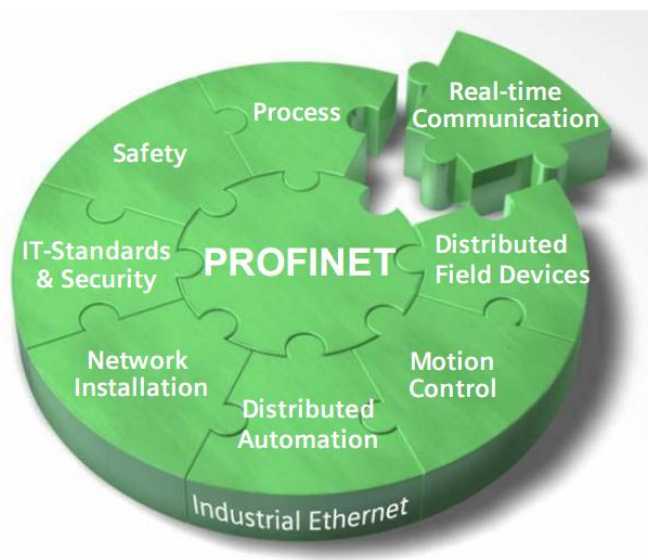 Real-time
Communication
Process
Safety
IT-Standards
& Security
PROFINET
Distributed
Field Devices
Network
Installation
Motion
Control
Distributed
Automation
Industrial Ethernet